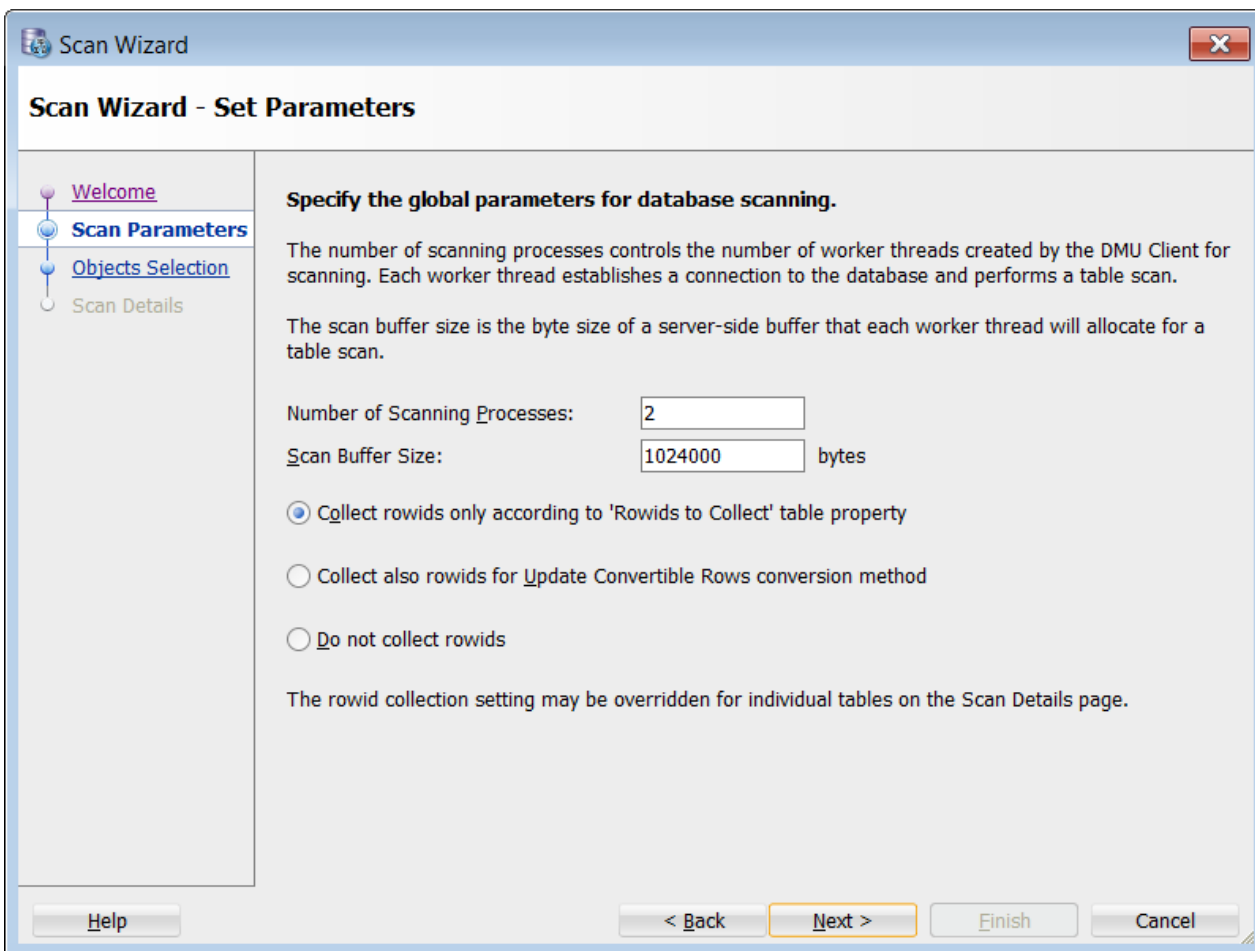 Scan Wizard
Scan Wizard - Set Parameters
Welcome
Scan Parameters
Objects Selection
Scan Details
Specify the global parameters for database scanning.
The number of scanning processes controls the number of worker threads created by the DMU Client for
scanning. Each worker thread establishes a connection to the database and performs a table scan.
The scan buffer size is the byte size of a server-side buffer that each worker thread will allocate for a
table scan.
Number of Scanning Processes: 2
Scan Buffer Size: 1024000 bytes
Collect rowids only according to 'Rowids to Collect' table property
Collect also rowids for Update Convertible Rows conversion method
Do not collect rowids
The rowid collection setting may be overridden for individual tables on the Scan Details page.
Help < Back Next > Finish Cancel